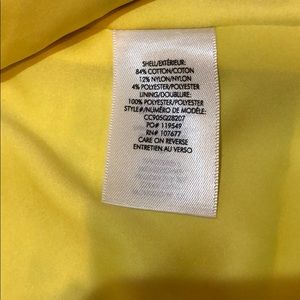 SHELL/EXTÉRIEUR:
84% COTTON/COTON
12% NYLON/NYLON
4% POLYESTER/POLYESTER
LINING/DOUBLURE:
100% POLYESTER/POLYESTER
STYLE#/NUMÉRO DE MODÈLE:
CC90SQ28207
PO# 119549
RN# 107677
CARE ON REVERSE
ENTRETIEN AU VERSO